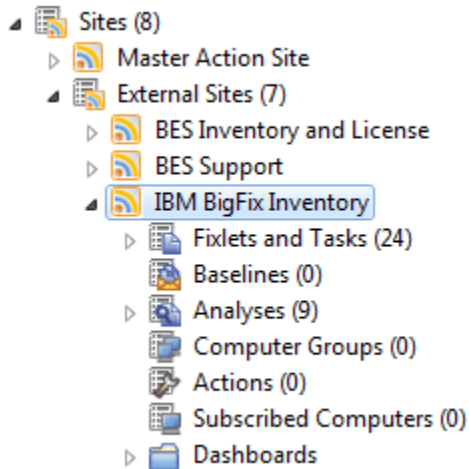 Sites (8)
Master Action Site
External Sites (7)
BES Inventory and License
BES Support
IBM BigFix Inventory
Fixlets and Tasks (24)
Baselines (0)
Analyses (9)
Computer Groups (0)
Actions (0)
Subscribed Computers (0)
Dashboards